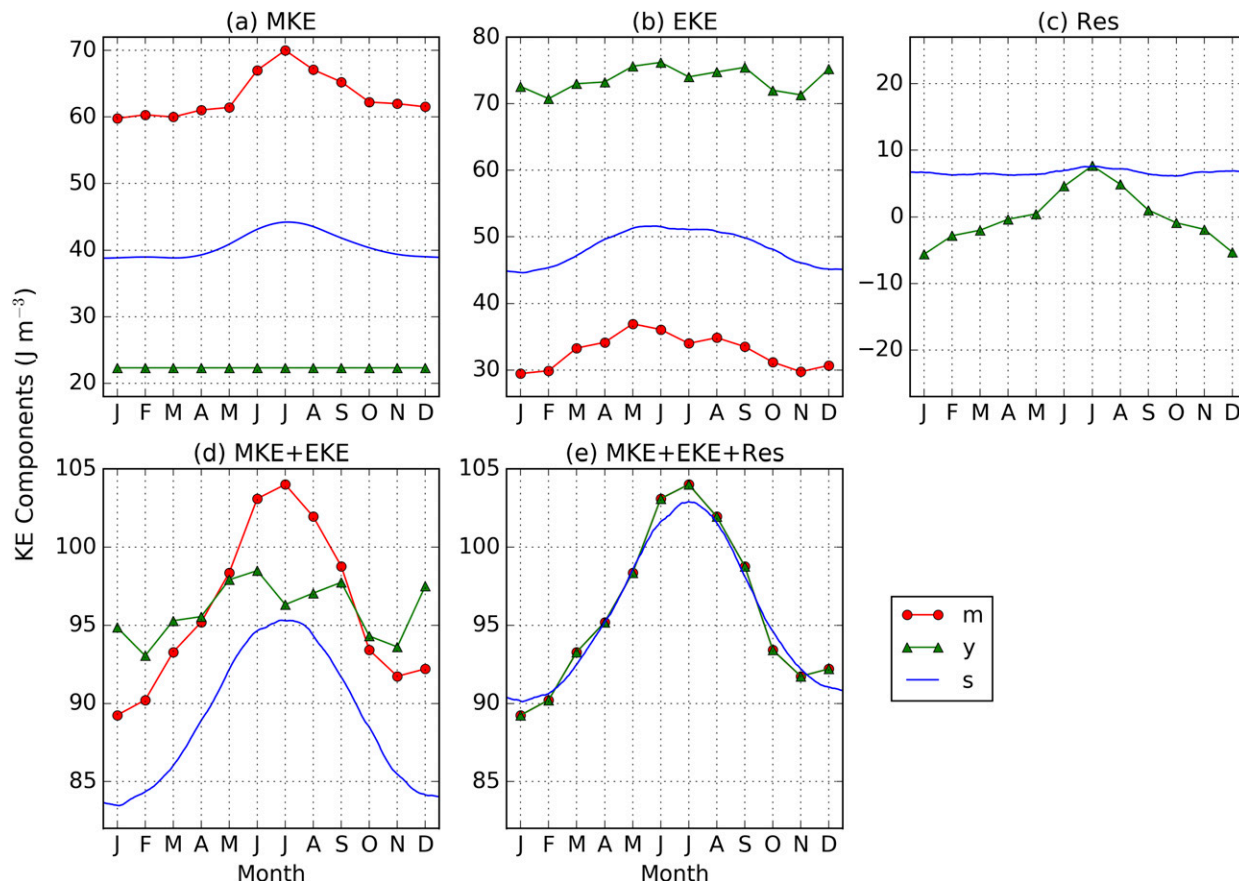 (a) MKE
(b) EKE
(c) Res
70
60
50
40
30
20
J F M A M J J A S O N D
80
70
60
50
40
30
J F M A M J J A S O N D
20
10
0
−10
−20
J F M A M J J A S O N D
KE Components (J m⁻³)
(d) MKE+EKE
(e) MKE+EKE+Res
105
100
95
90
85
J F M A M J J A S O N D
Month
105
100
95
90
85
J F M A M J J A S O N D
Month
m
y
s